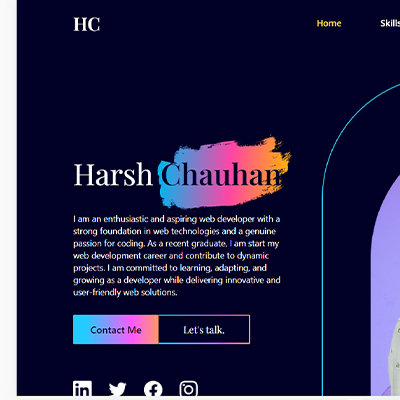 HC
Home
Skills
Harsh Chauhan
I am an enthusiastic and aspiring web developer with a
strong foundation in web technologies and a genuine
passion for coding. As a recent graduate, I am start my
web development career and contribute to dynamic
projects. I am committed to learning, adapting, and
growing as a developer while delivering innovative and
user-friendly web solutions.
Contact Me
Let's talk.